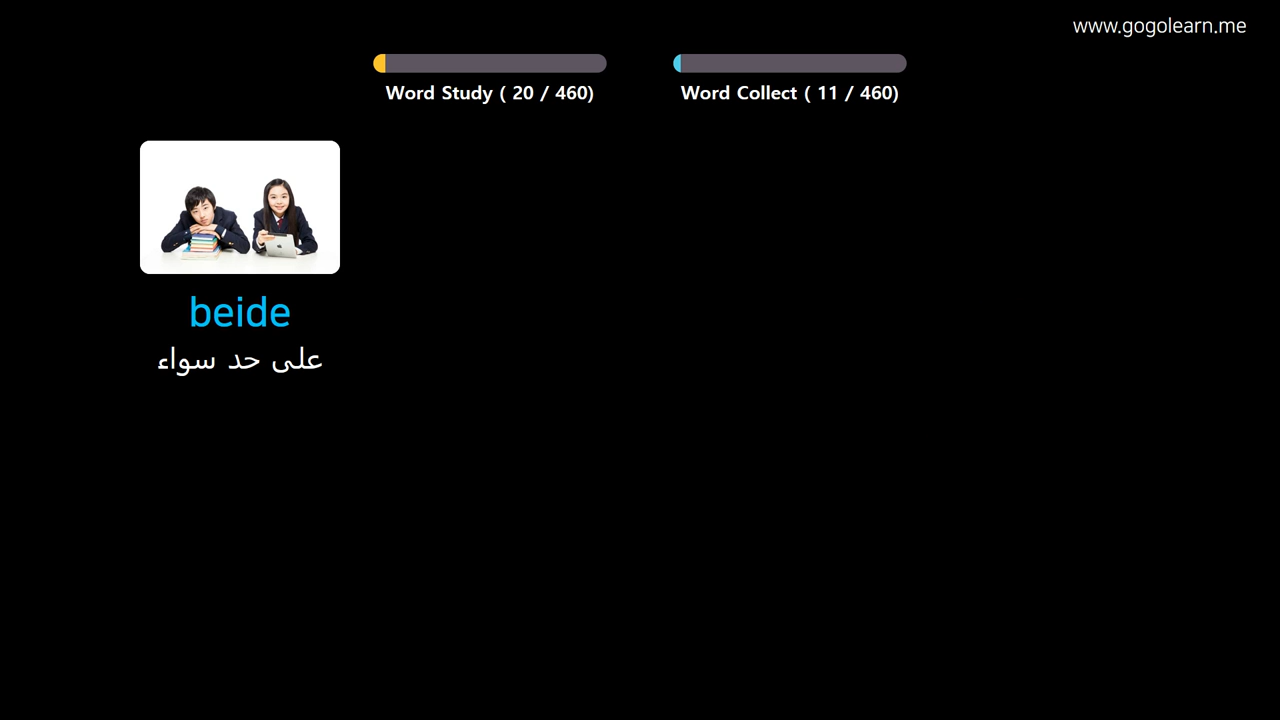 www.gogolearn.me
Word Study ( 20 / 460)
Word Collect ( 11 / 460)
beide
على حد سواء